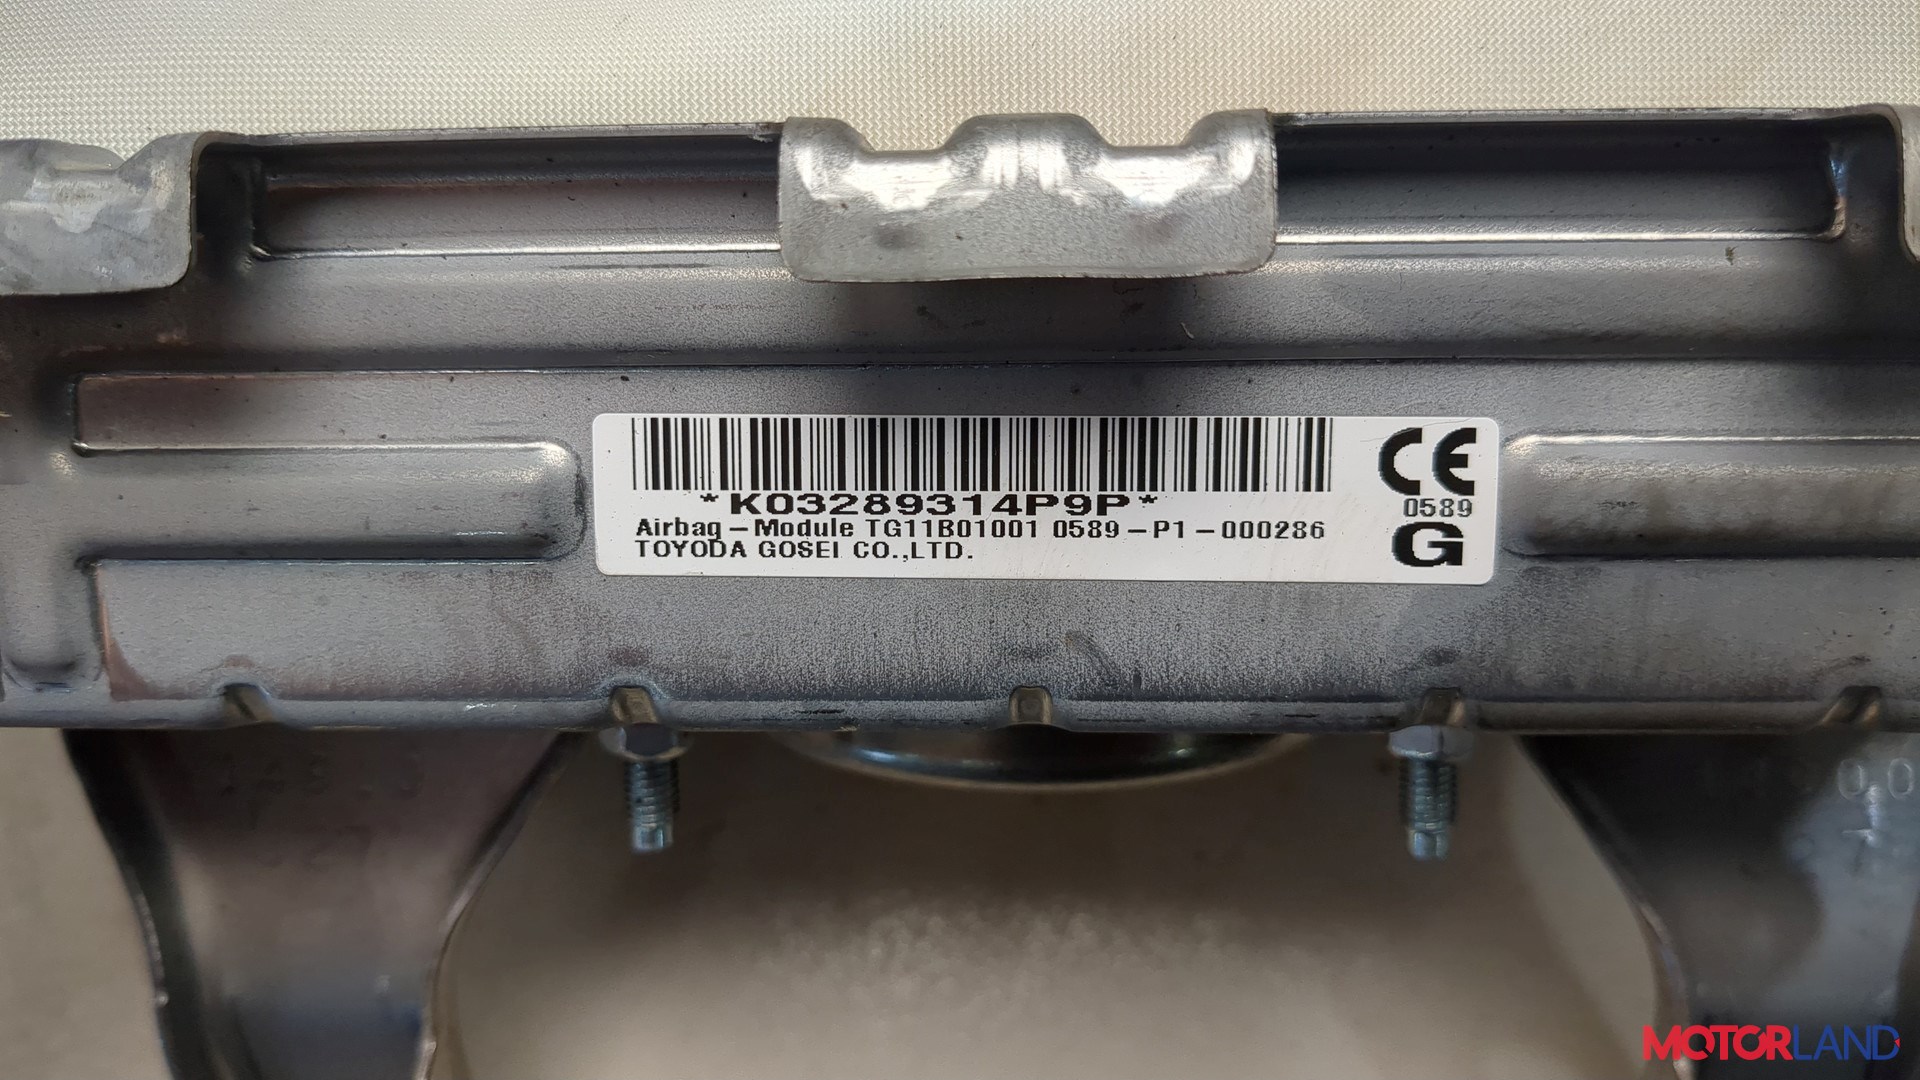 *K03289314P9P*
Airbag-Module TG11B01001 0589-P1-000286
TOYODA GOSEI CO.,LTD.
CE
0589
G
MOTORLAND